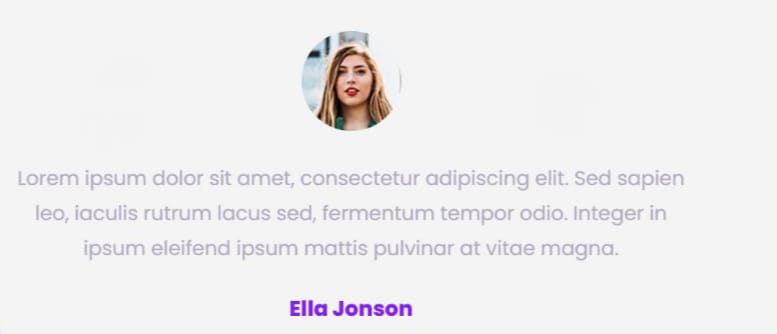 Lorem ipsum dolor sit amet, consectetur adipiscing elit. Sed sapien
leo, iaculis rutrum lacus sed, fermentum tempor odio. Integer in
ipsum eleifend ipsum mattis pulvinar at vitae magna.
Ella Jonson